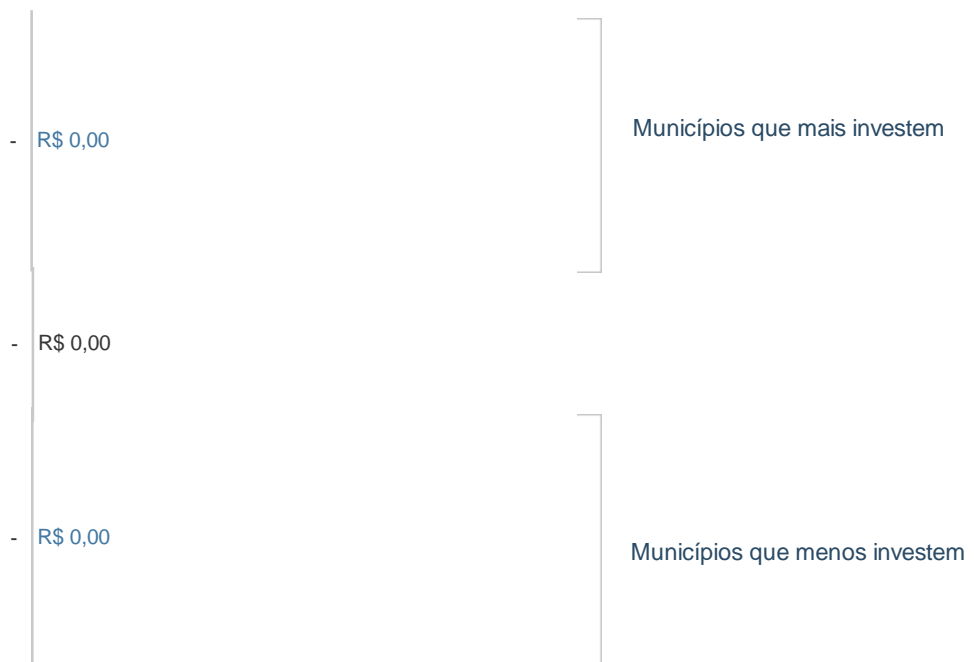 - R$ 0,00
Municípios que mais investem
- R$ 0,00
- R$ 0,00
Municípios que menos investem